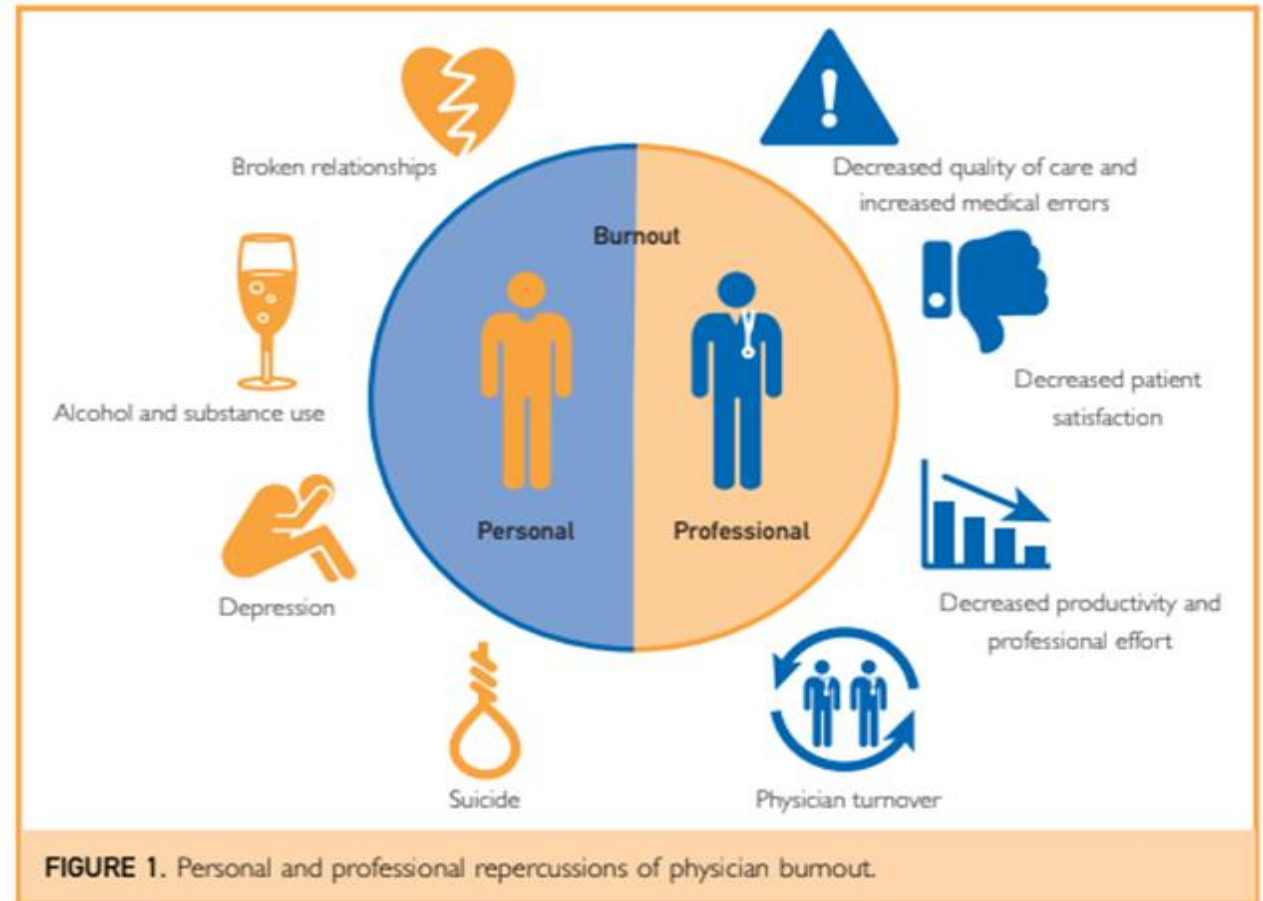 Broken relationships
Decreased quality of care and
increased medical errors
Burnout
Alcohol and substance use
Decreased patient
satisfaction
Personal
Professional
Depression
Decreased productivity and
professional effort
Suicide
Physician turnover
FIGURE 1. Personal and professional repercussions of physician burnout.